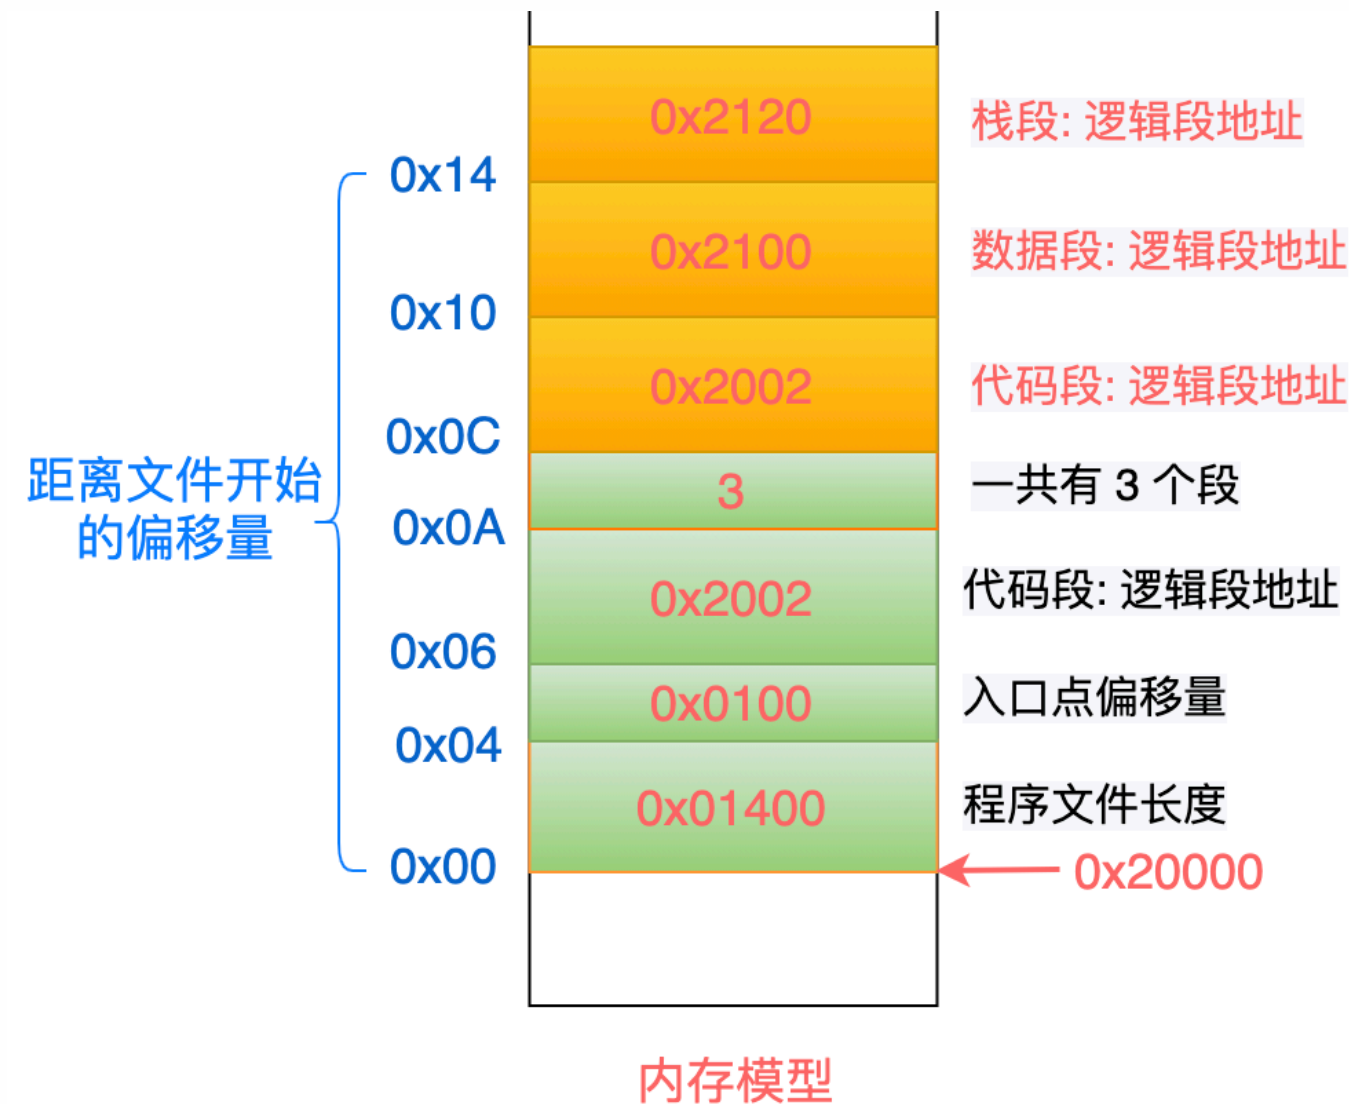 0x2120
栈段: 逻辑段地址
0x14
0x2100
数据段: 逻辑段地址
0x10
0x2002
代码段: 逻辑段地址
0x0C
3
一共有 3 个段
距离文件开始
的偏移量
0x0A
0x2002
代码段: 逻辑段地址
0x06
0x0100
入口点偏移量
0x04
0x01400
程序文件长度
0x00
0x20000
内存模型